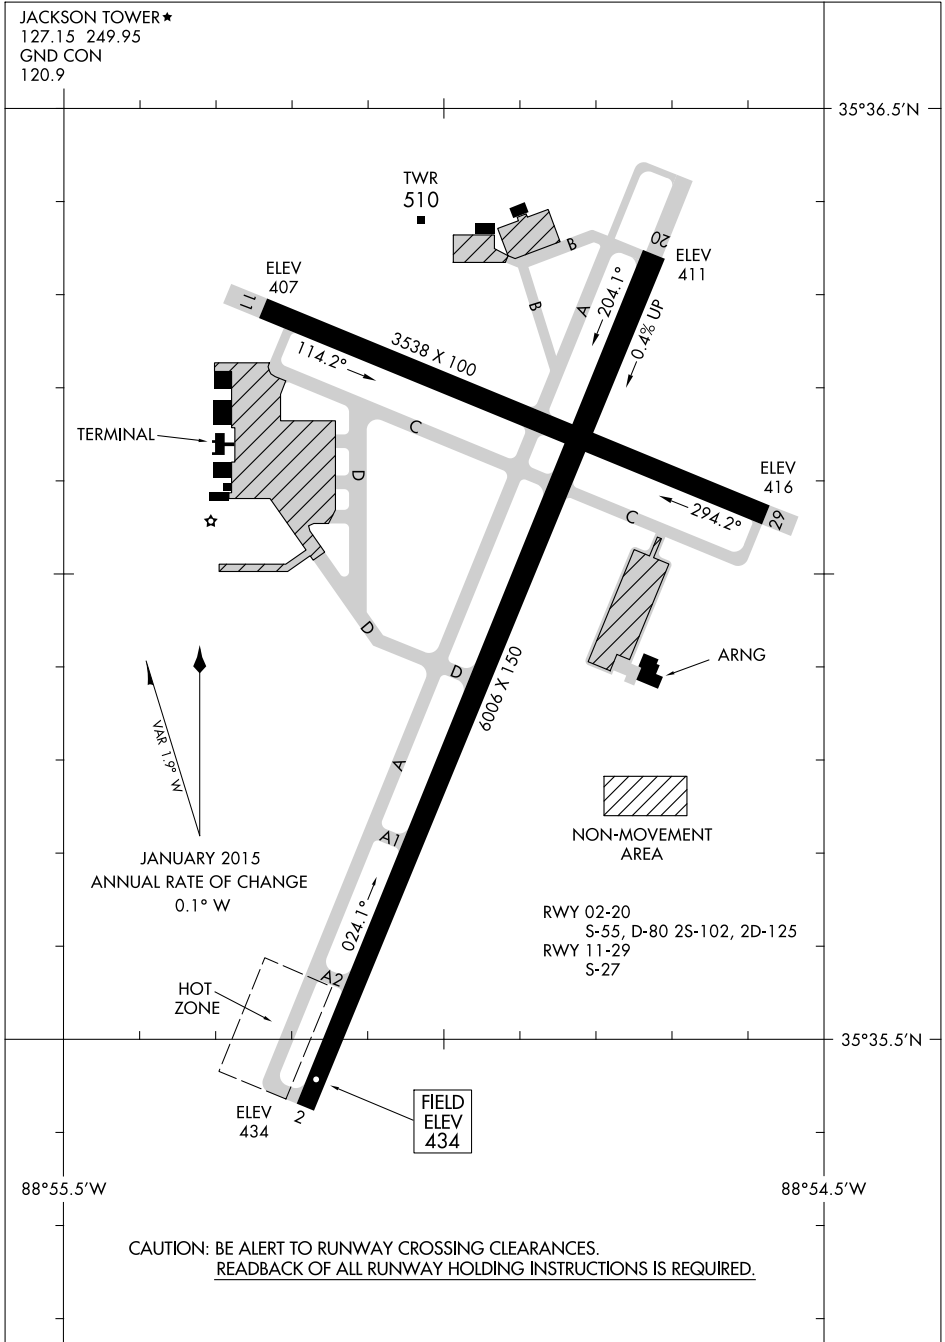 JACKSON TOWER★
127.15 249.95
GND CON
120.9
35°36.5'N
TWR
510
20
B
ELEV
411
ELEV
407
11
204.1°
B
A
0.4% UP
3538 X 100
114.2°
C
TERMINAL
ELEV
416
D
294.2°
29
C
D
ARNG
D
6006 X 150
VAR 1.9° W
A
NON-MOVEMENT
AREA
A1
JANUARY 2015
ANNUAL RATE OF CHANGE
0.1° W
024.1°
RWY 02-20
S-55, D-80 2S-102, 2D-125
RWY 11-29
S-27
A2
HOT
ZONE
35°35.5'N
ELEV
434
2
FIELD
ELEV
434
88°55.5'W
88°54.5'W
CAUTION: BE ALERT TO RUNWAY CROSSING CLEARANCES.
READBACK OF ALL RUNWAY HOLDING INSTRUCTIONS IS REQUIRED.